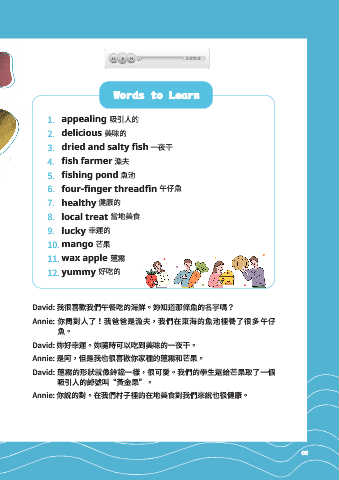 Words to Learn
1. appealing 吸引人的
2. delicious 美味的
3. dried and salty fish 一夜干
4. fish farmer 漁夫
5. fishing pond 魚池
6. four-finger threadfin 午仔魚
7. healthy 健康的
8. local treat 當地美食
9. lucky 幸運的
10. mango 芒果
11. wax apple 蓮霧
12. yummy 好吃的
David: 我很喜歡我們午餐吃的海鮮。妳知道那條魚的名字嗎？
Annie: 你問對人了！我爸爸是漁夫，我們在東海的魚池裡養了很多午仔
魚。
David: 妳好幸運。妳隨時可以吃到美味的一夜干。
Annie: 是阿，但是我也很喜歡你家種的蓮霧和芒果。
David: 蓮霧的形狀就像鈴鐺一樣，很可愛。我們的學生還給芒果取了一個
吸引人的綽號叫“黃金果”。
Annie: 你說的對。在我們村子裡的在地美食對我們來說也很健康。